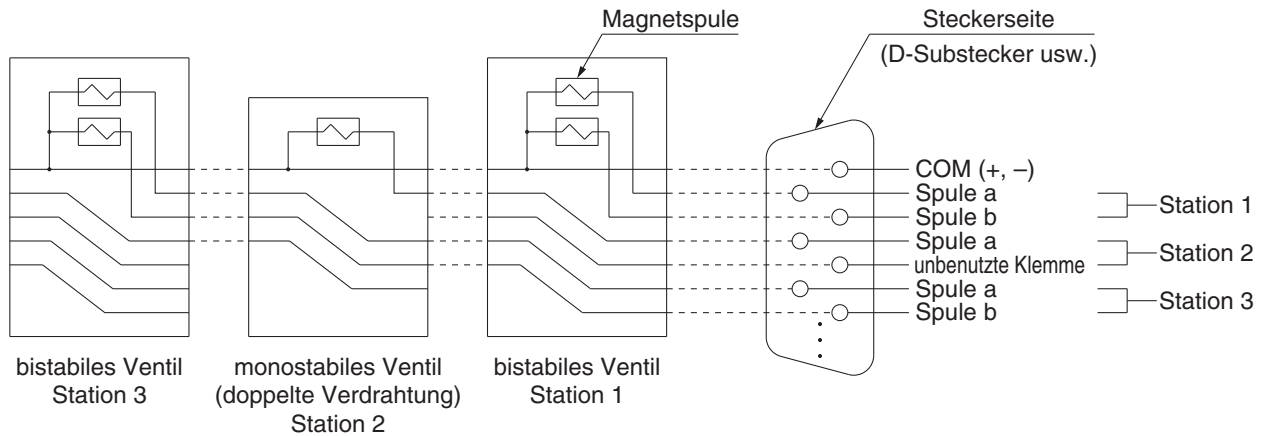 Magnetspule
Steckerseite
(D-Substecker usw.)
COM (+, –)
Spule a
Spule b
Station 1
Spule a
unbenutzte Klemme
Station 2
Spule a
Spule b
Station 3
bistabiles Ventil
Station 3
monostabiles Ventil
(doppelte Verdrahtung)
Station 2
bistabiles Ventil
Station 1